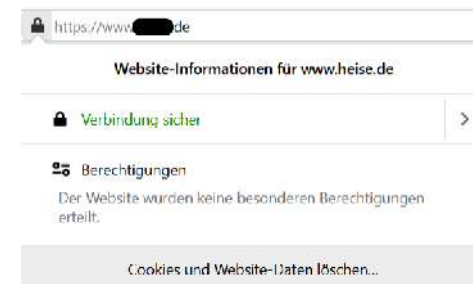 https://www.de
Website-Informationen für www.heise.de
Verbindung sicher
Berechtigungen
Der Website wurden keine besonderen Berechtigungen
erteilt.
Cookies und Website-Daten löschen...